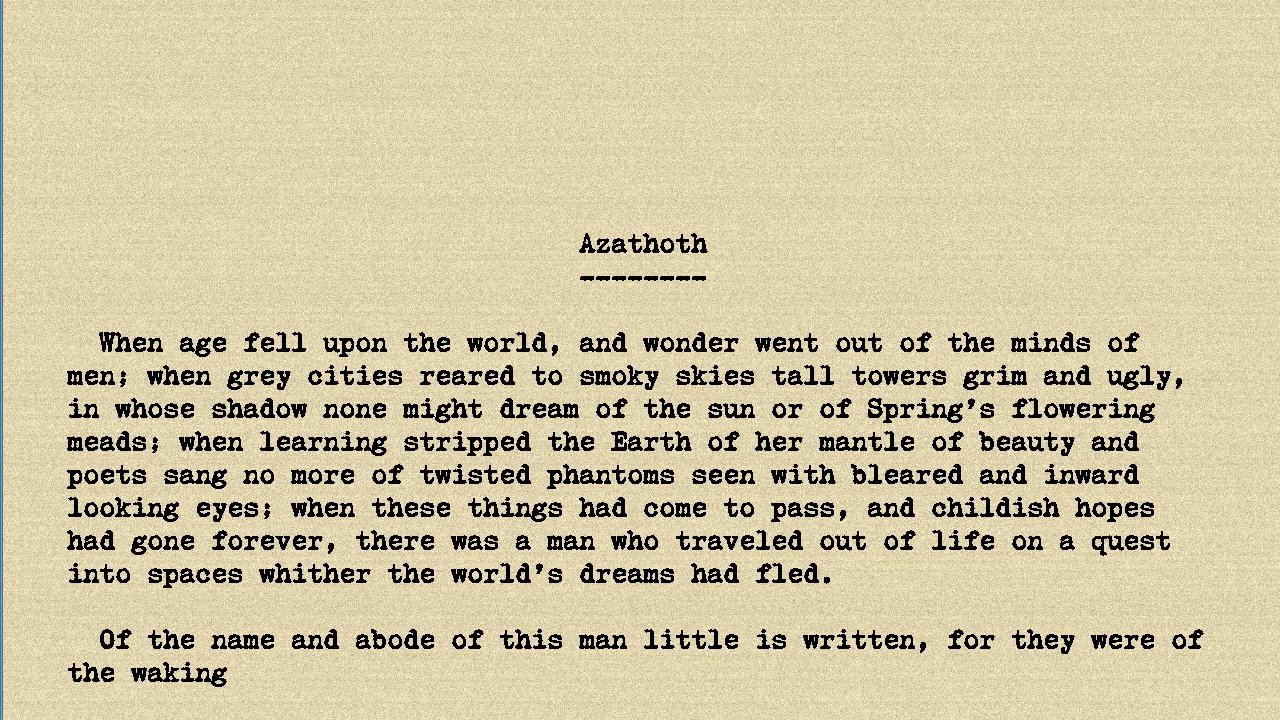 Azathoth
--------
When age fell upon the world, and wonder went out of the minds of
men; when grey cities reared to smoky skies tall towers grim and ugly,
in whose shadow none might dream of the sun or of Spring's flowering
meads; when learning stripped the Earth of her mantle of beauty and
poets sang no more of twisted phantoms seen with bleared and inward
looking eyes; when these things had come to pass, and childish hopes
had gone forever, there was a man who traveled out of life on a quest
into spaces whither the world's dreams had fled.
Of the name and abode of this man little is written, for they were of
the waking